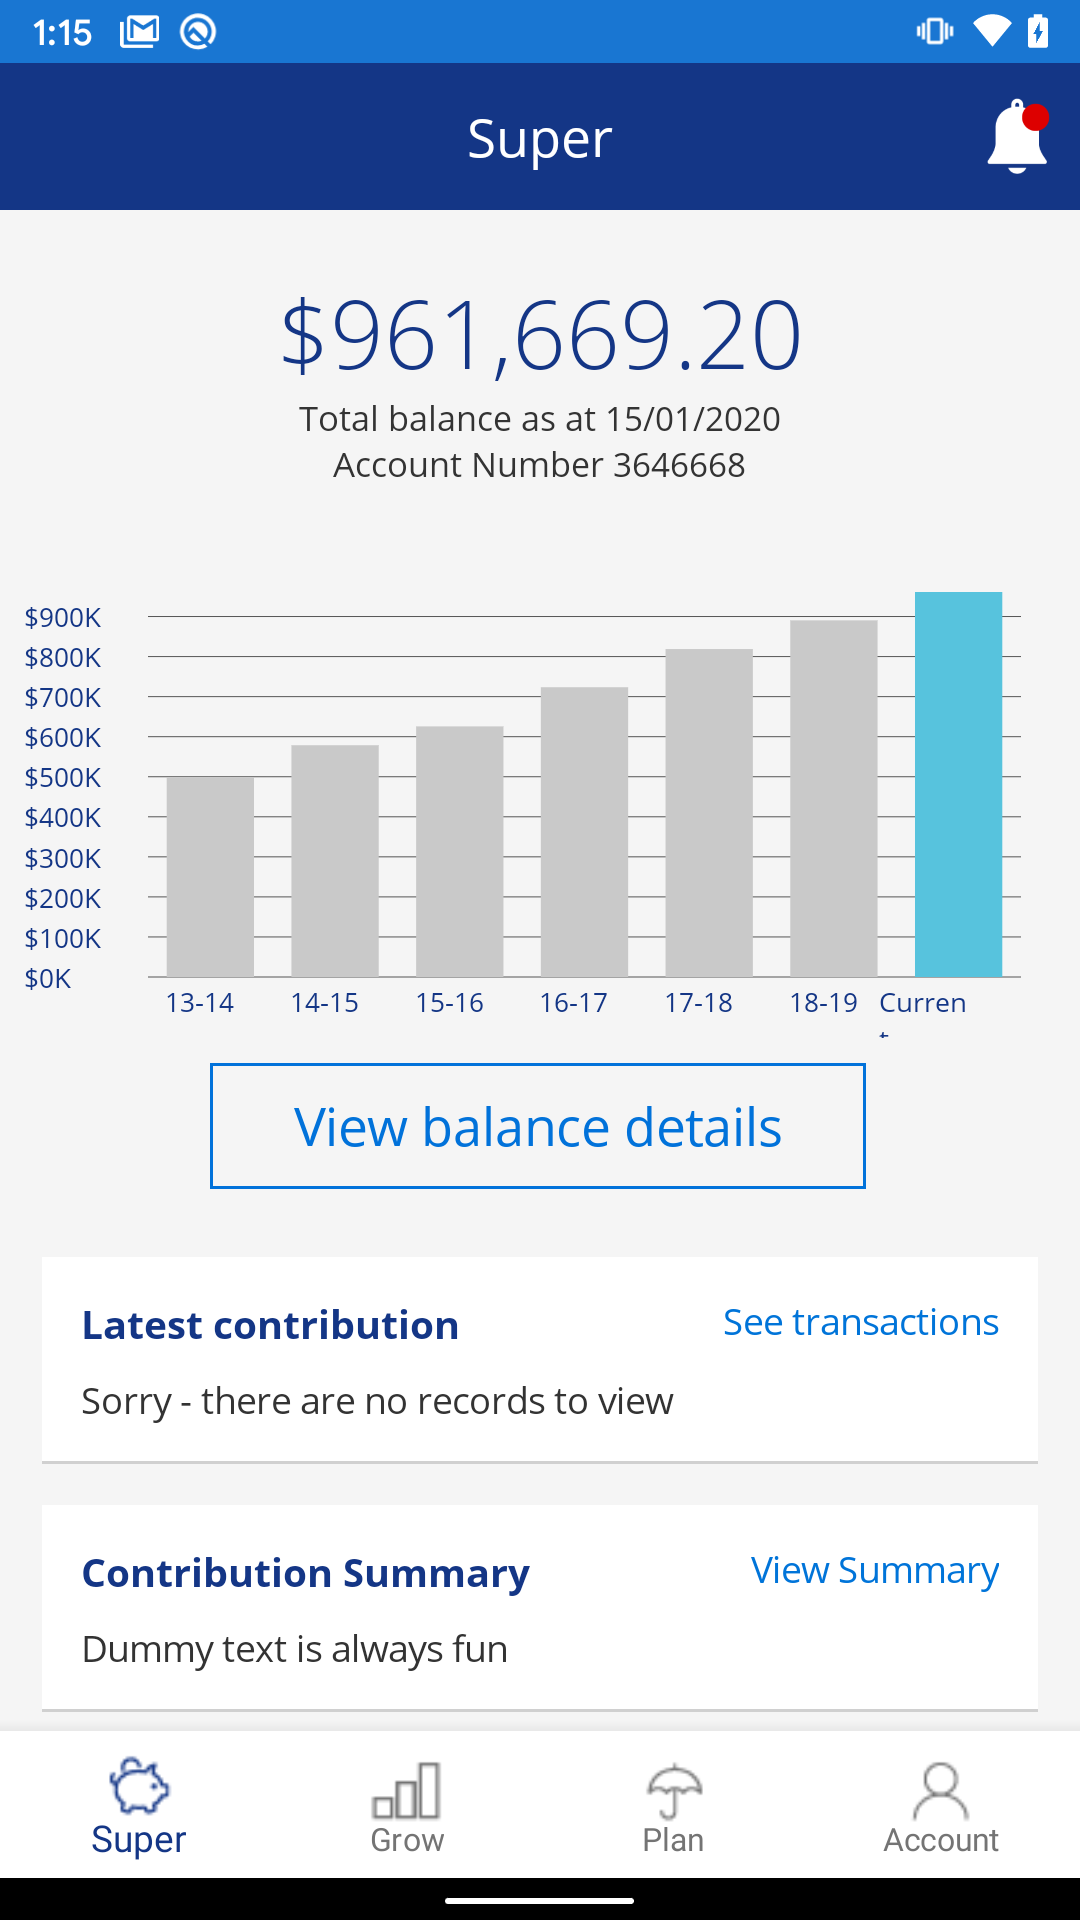 1:15
Super
$961,669.20
Total balance as at 15/01/2020
Account Number 3646668
$900K
$800K
$700K
$600K
$500K
$400K
$300K
$200K
$100K
$0K
13-14 14-15 15-16 16-17 17-18 18-19 Curren
t
View balance details
Latest contribution See transactions
Sorry - there are no records to view
Contribution Summary View Summary
Dummy text is always fun
Super Grow Plan Account